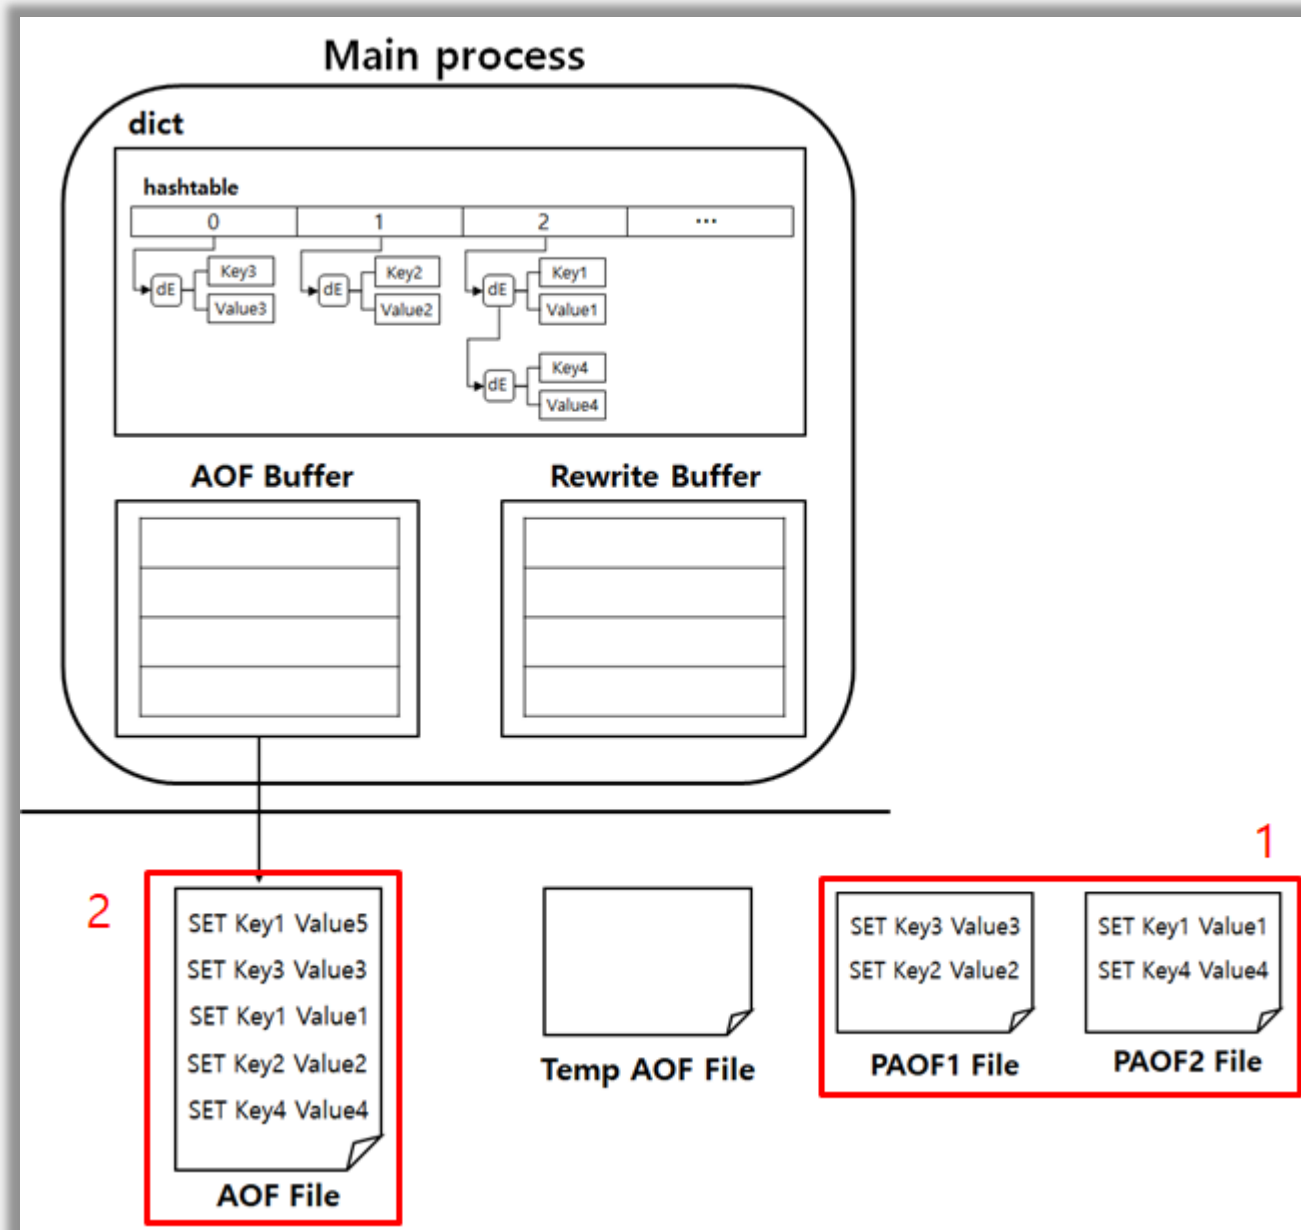 Main process
dict
hashtable
0 1 2 ...
Key3 Key2 Key1
dE dE dE
Value3 Value2 Value1
Key4
dE
Value4
AOF Buffer Rewrite Buffer
1
2
SET Key1 Value5
SET Key3 Value3
SET Key1 Value1
SET Key2 Value2
SET Key4 Value4
AOF File
Temp AOF File
SET Key3 Value3
SET Key2 Value2
PAOF1 File
SET Key1 Value1
SET Key4 Value4
PAOF2 File